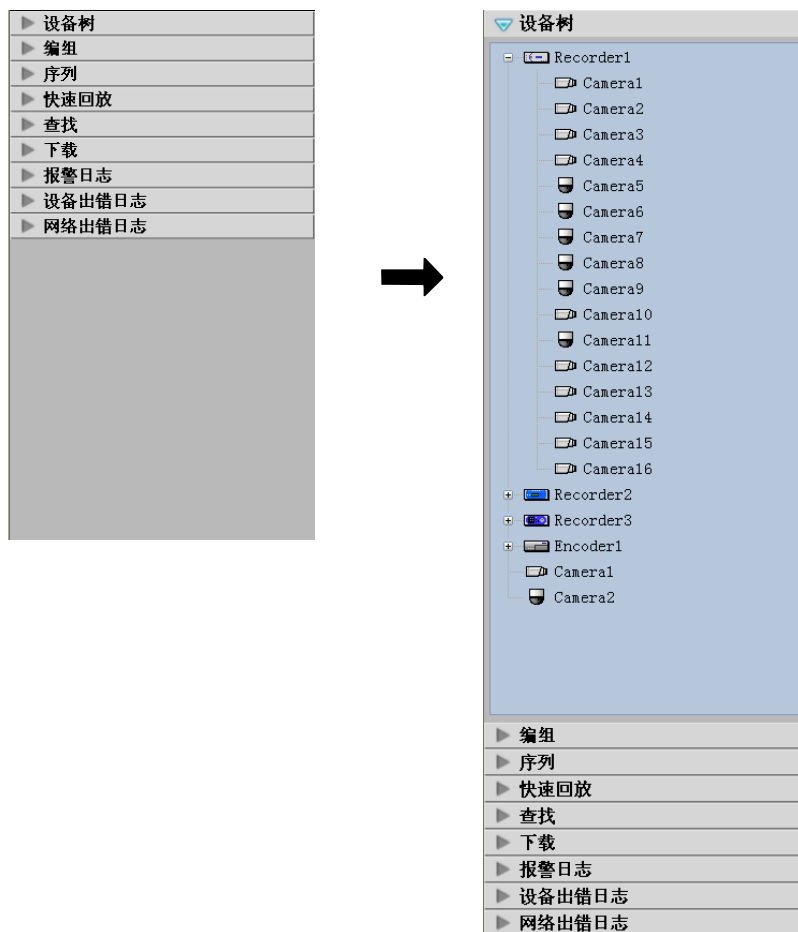 设备树
编组
序列
快速回放
查找
下载
报警日志
设备出错日志
网络出错日志
设备树
Recorder1
Camera1
Camera2
Camera3
Camera4
Camera5
Camera6
Camera7
Camera8
Camera9
Camera10
Camera11
Camera12
Camera13
Camera14
Camera15
Camera16
Recorder2
Recorder3
Encoder1
Camera1
Camera2
编组
序列
快速回放
查找
下载
报警日志
设备出错日志
网络出错日志